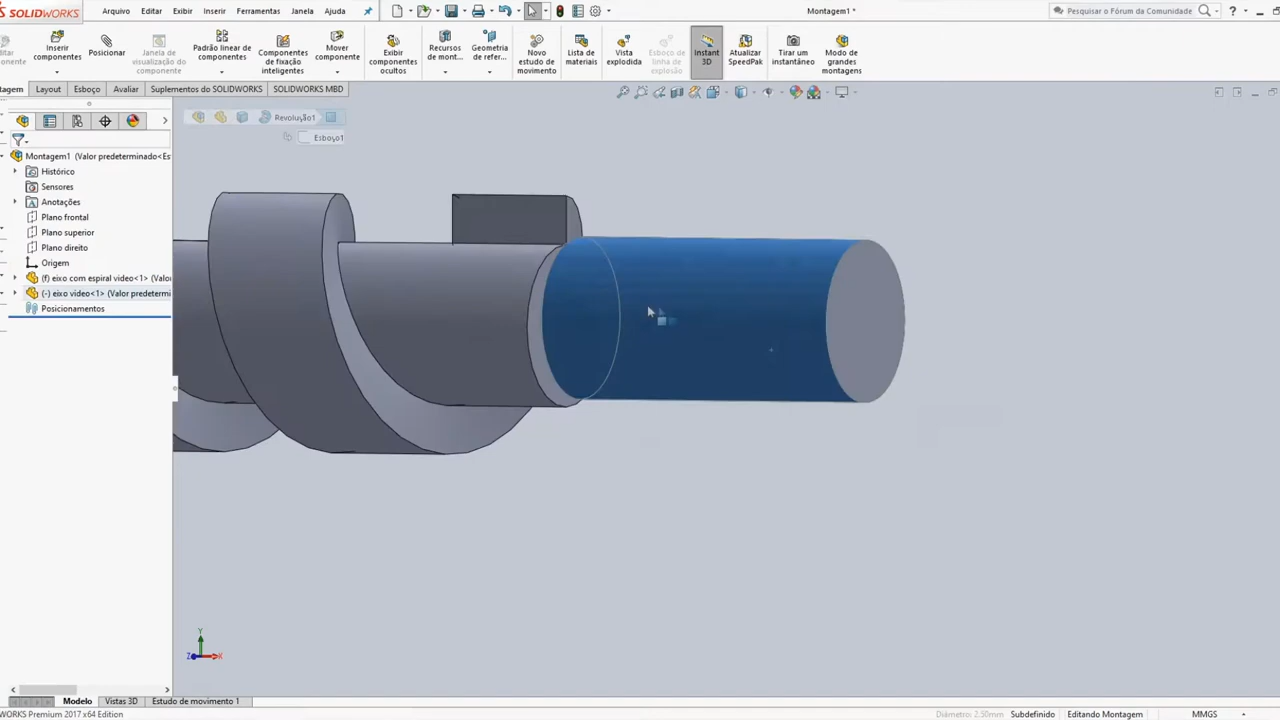 SOLIDWORKS
Arquivo Editar Exibir Inserir Ferramentas Janela Ajuda
Montagem1 *
Pesquisar o Fórum da Comunidade
Inserir componentes
Posicionar
Janela de visualização do componente
Padrão linear de componentes
Componentes de fixação inteligentes
Mover componente
Exibir componentes ocultos
Recursos de mont...
Geometria de refer...
Novo estudo de movimento
Lista de materiais
Vista explodida
Esboço de linha de explosão
Instant 3D
Atualizar SpeedPak
Tirar um instantâneo
Modo de grandes montagens
Layout Esboço Avaliar Suplementos do SOLIDWORKS SOLIDWORKS MBD
Revolução1
Esboço1
Montagem1 (Valor predeterminado<Es
Histórico
Sensores
Anotações
Plano frontal
Plano superior
Plano direito
Origem
(f) eixo com espiral video<1> (Valor
(-) eixo video<1> (Valor predetermi
Posicionamentos
Y
Z X
Modelo Vistas 3D Estudo de movimento 1
WORKS Premium 2017 x64 Edition
Diâmetro: 2.50mm Subdefinido Editando Montagem MMGS